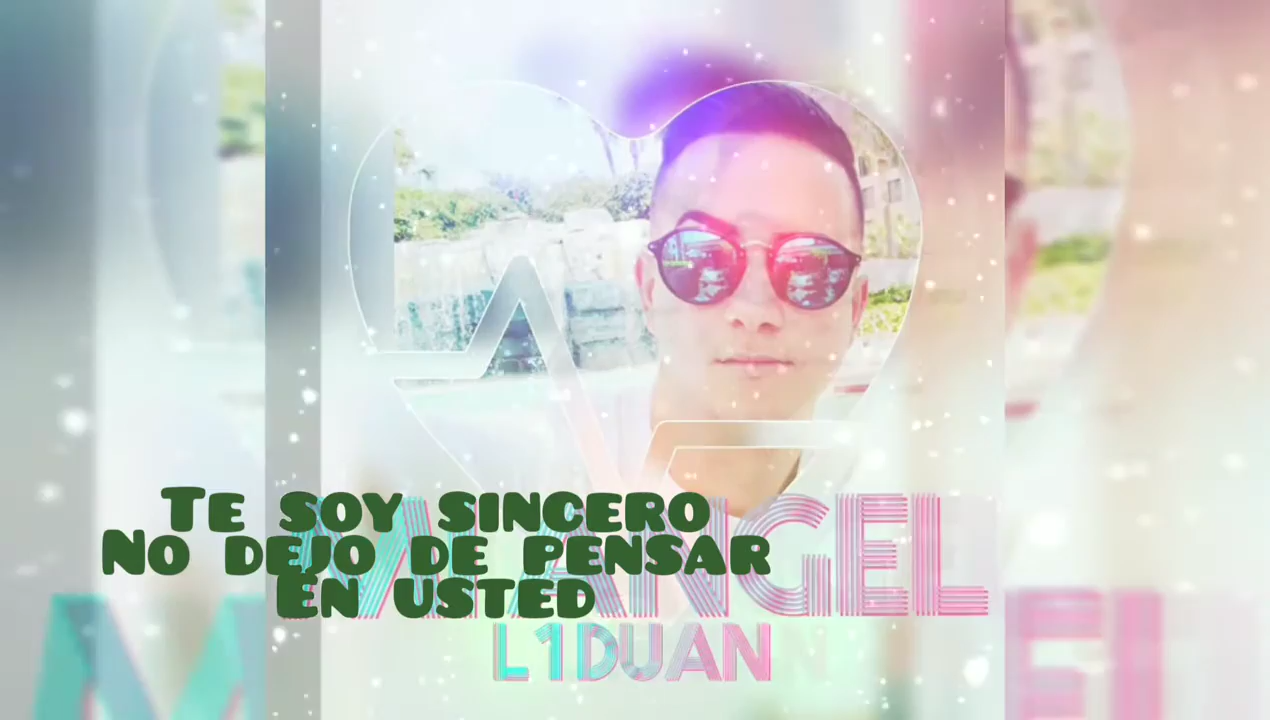 Te soy sincero
No dejo de pensar
En usted
M ANGEL
L1DUAN